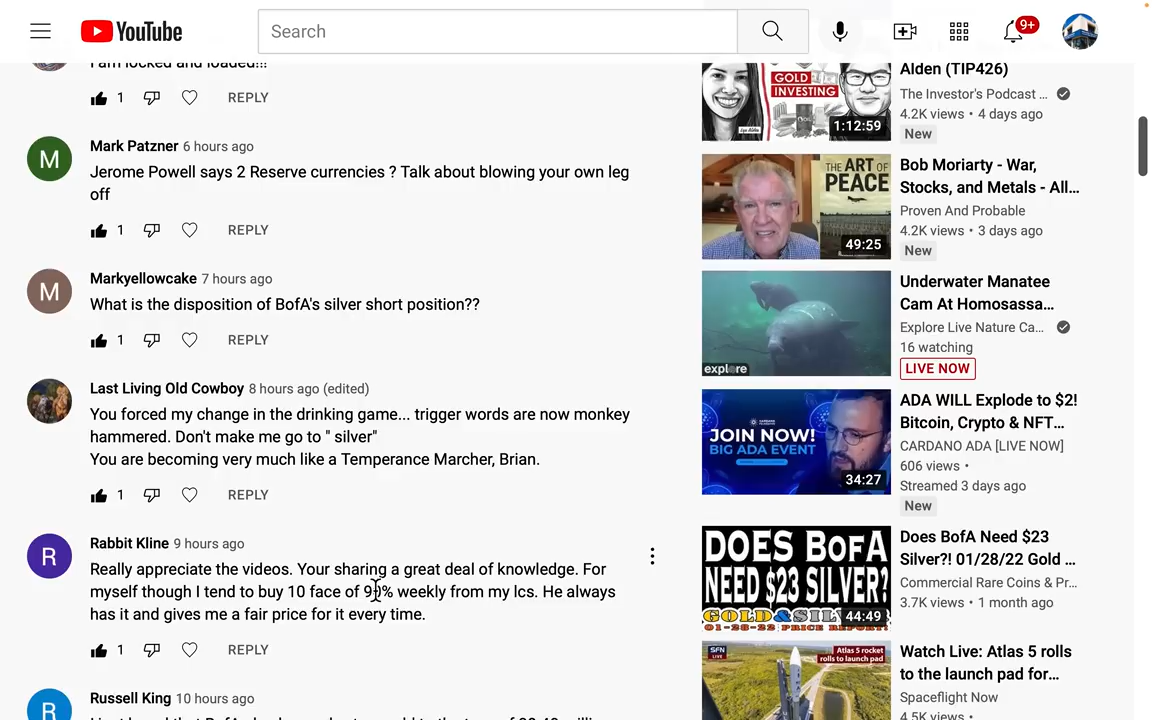 YouTube
Search
9+
I am locked and loaded!!!
1
REPLY
M
Mark Patzner 6 hours ago
Jerome Powell says 2 Reserve currencies ? Talk about blowing your own leg
off
1
REPLY
M
Markyellowcake 7 hours ago
What is the disposition of BofA's silver short position??
1
REPLY
Last Living Old Cowboy 8 hours ago (edited)
You forced my change in the drinking game... trigger words are now monkey
hammered. Don't make me go to " silver"
You are becoming very much like a Temperance Marcher, Brian.
1
REPLY
R
Rabbit Kline 9 hours ago
Really appreciate the videos. Your sharing a great deal of knowledge. For
myself though I tend to buy 10 face of 90% weekly from my lcs. He always
has it and gives me a fair price for it every time.
1
REPLY
R
Russell King 10 hours ago
GOLD
INVESTING
1:12:59
Alden (TIP426)
The Investor's Podcast ...
4.2K views • 4 days ago
New
THE ART OF
PEACE
49:25
Bob Moriarty - War,
Stocks, and Metals - All...
Proven And Probable
4.2K views • 3 days ago
New
explore
Underwater Manatee
Cam At Homosassa...
Explore Live Nature Ca...
16 watching
LIVE NOW
JOIN NOW!
BIG ADA EVENT
34:27
ADA WILL Explode to $2!
Bitcoin, Crypto & NFT...
CARDANO ADA [LIVE NOW]
606 views •
Streamed 3 days ago
New
DOES BofA
NEED $23 SILVER?
GOLD&SILVER
01-28-22 PRICE REPORT!
44:49
Does BofA Need $23
Silver?! 01/28/22 Gold ...
Commercial Rare Coins & Pr...
3.7K views • 1 month ago
SFN
LIVE
Atlas 5 rocket
rolls to launch pad
Watch Live: Atlas 5 rolls
to the launch pad for...
Spaceflight Now
4.5K views •